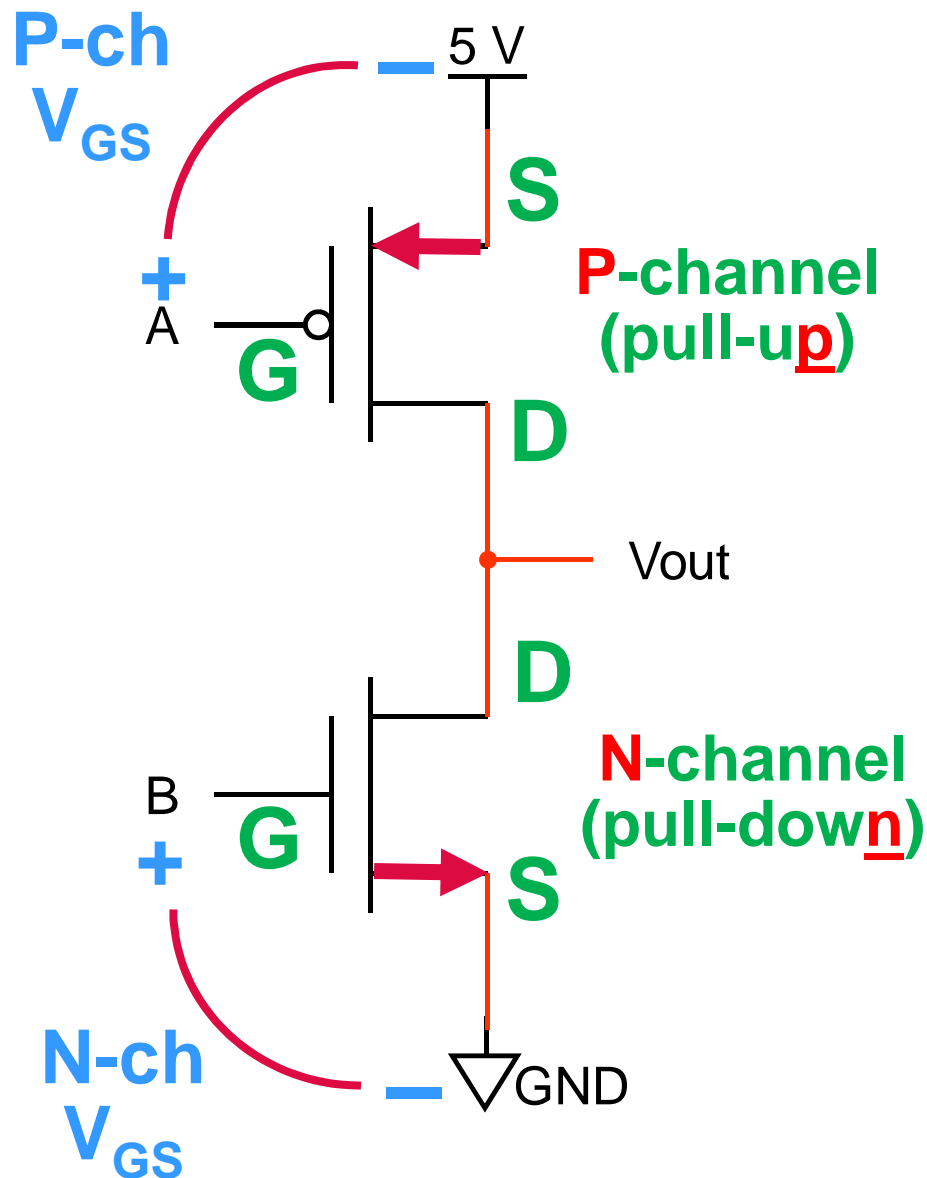 P-ch
VGS
5 V
S
+
A
G
P-channel
(pull-up)
D
Vout
D
B
G
N-channel
(pull-down)
+
S
N-ch
VGS
GND